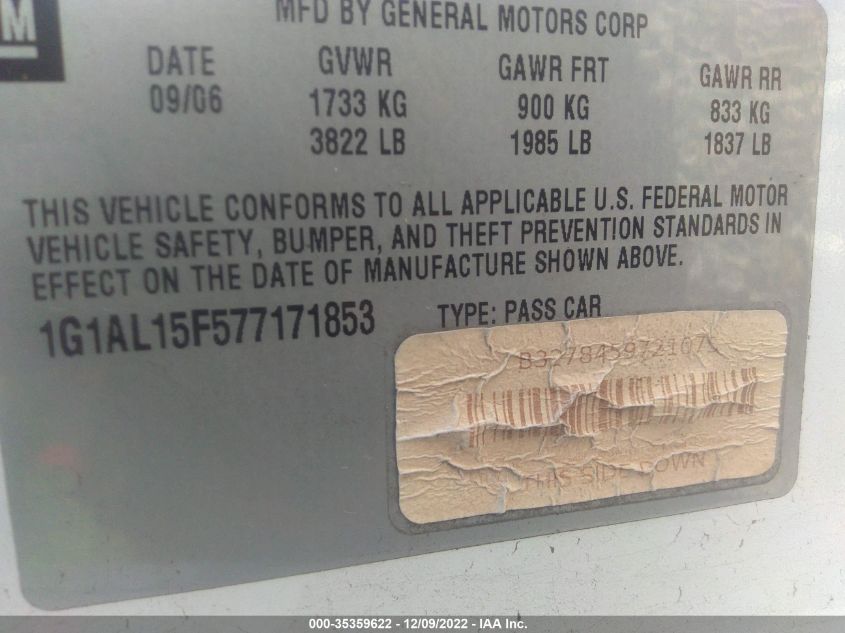 M
MFD BY GENERAL MOTORS CORP
DATE GVWR GAWR FRT GAWR RR
09/06 1733 KG 900 KG 833 KG
3822 LB 1985 LB 1837 LB
THIS VEHICLE CONFORMS TO ALL APPLICABLE U.S. FEDERAL MOTOR
VEHICLE SAFETY, BUMPER, AND THEFT PREVENTION STANDARDS IN
EFFECT ON THE DATE OF MANUFACTURE SHOWN ABOVE.
1G1AL15F577171853 TYPE: PASS CAR
THIS SIDE DOWN
000-35359622 - 12/09/2022 - IAA Inc.